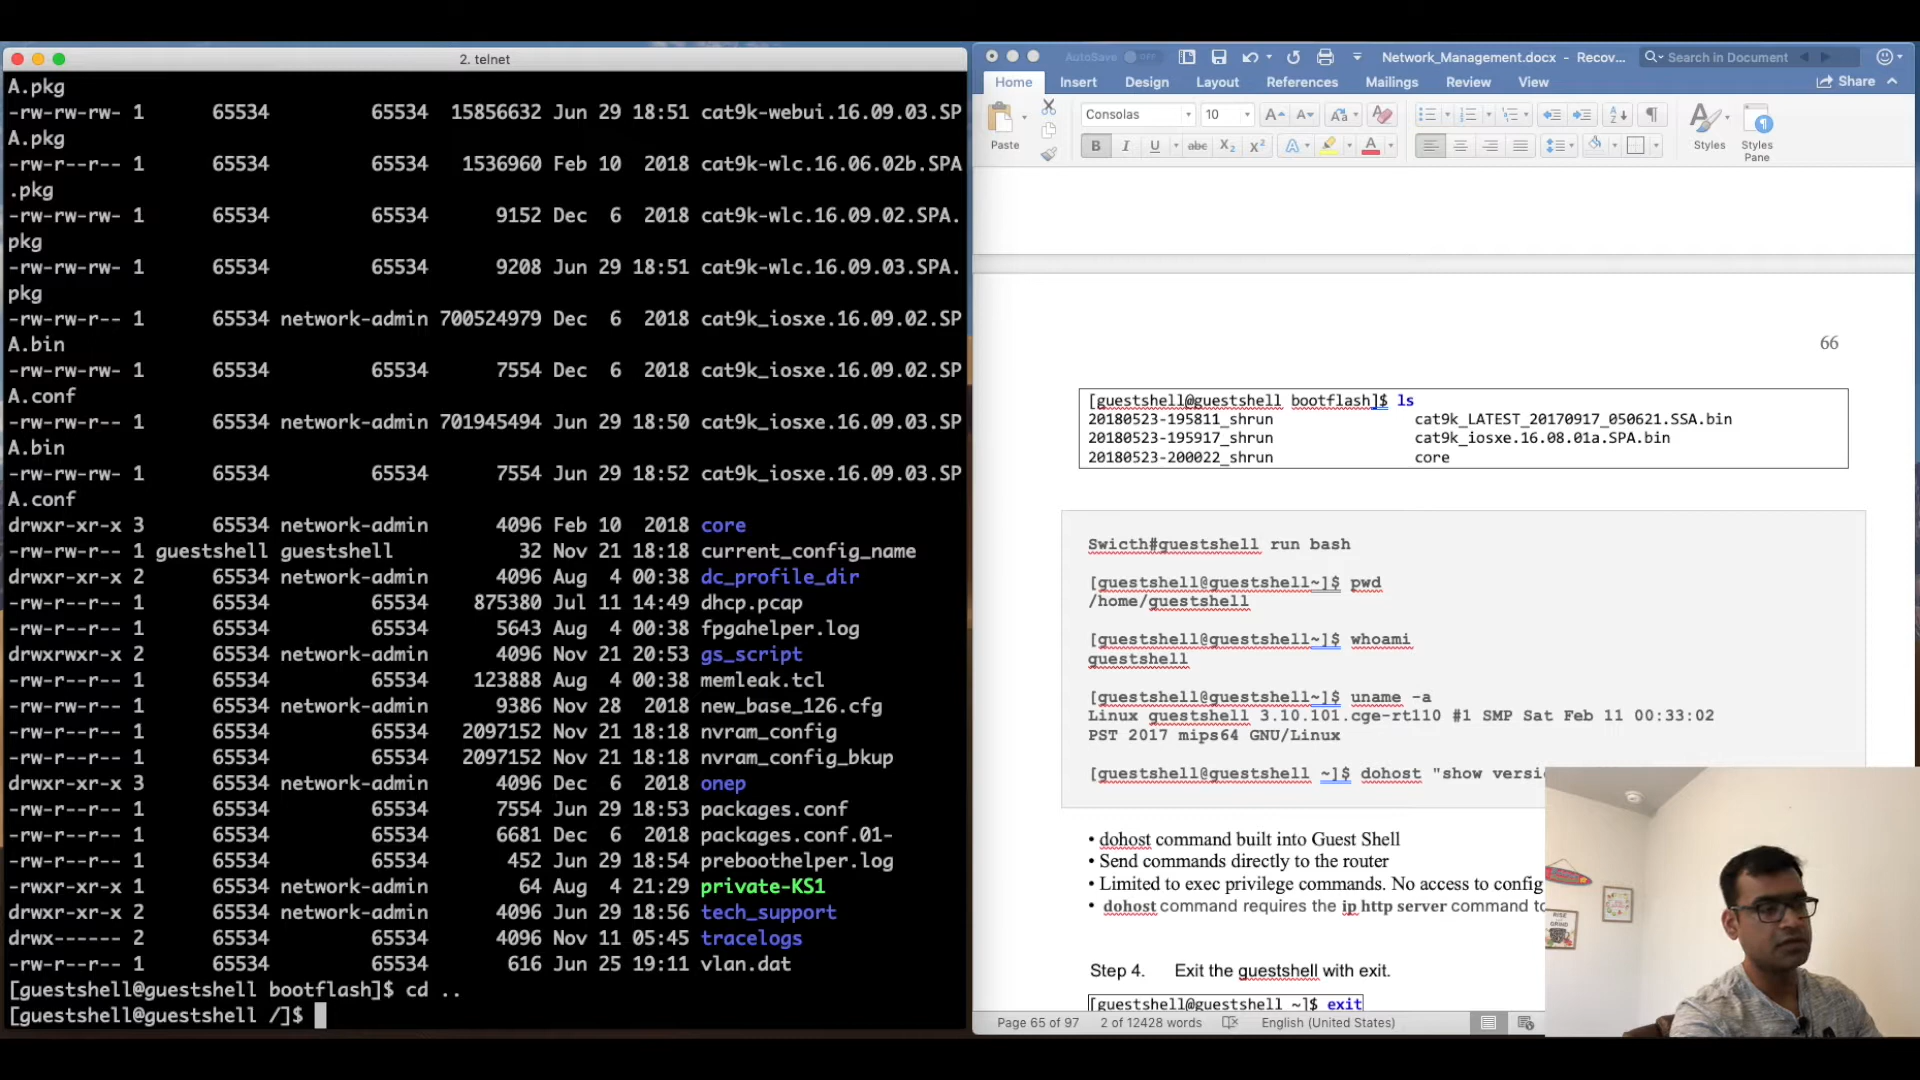 2. telnet
A.pkg
-rw-rw-rw- 1 65534 65534 15856632 Jun 29 18:51 cat9k-webui.16.09.03.SP
A.pkg
-rw-r--r-- 1 65534 65534 1536960 Feb 10 2018 cat9k-wlc.16.06.02b.SPA
.pkg
-rw-rw-rw- 1 65534 65534 9152 Dec 6 2018 cat9k-wlc.16.09.02.SPA.
pkg
-rw-rw-rw- 1 65534 65534 9208 Jun 29 18:51 cat9k-wlc.16.09.03.SPA.
pkg
-rw-rw-r-- 1 65534 network-admin 700524979 Dec 6 2018 cat9k_iosxe.16.09.02.SP
A.bin
-rw-rw-rw- 1 65534 65534 7554 Dec 6 2018 cat9k_iosxe.16.09.02.SP
A.conf
-rw-r--r-- 1 65534 network-admin 701945494 Jun 29 18:50 cat9k_iosxe.16.09.03.SP
A.bin
-rw-rw-rw- 1 65534 65534 7554 Jun 29 18:52 cat9k_iosxe.16.09.03.SP
A.conf
drwxr-xr-x 3 65534 network-admin 4096 Feb 10 2018 core
-rw-rw-r-- 1 guestshell guestshell 32 Nov 21 18:18 current_config_name
drwxr-xr-x 2 65534 network-admin 4096 Aug 4 00:38 dc_profile_dir
-rw-r--r-- 1 65534 65534 875380 Jul 11 14:49 dhcp.pcap
-rw-r--r-- 1 65534 65534 5643 Aug 4 00:38 fpgahelper.log
drwxrwxr-x 2 65534 network-admin 4096 Nov 21 20:53 gs_script
-rw-r--r-- 1 65534 65534 123888 Aug 4 00:38 memleak.tcl
-rw-rw-r-- 1 65534 network-admin 9386 Nov 28 2018 new_base_126.cfg
-rw-r--r-- 1 65534 65534 2097152 Nov 21 18:18 nvram_config
-rw-r--r-- 1 65534 65534 2097152 Nov 21 18:18 nvram_config_bkup
drwxr-xr-x 3 65534 network-admin 4096 Dec 6 2018 onep
-rw-r--r-- 1 65534 65534 7554 Jun 29 18:53 packages.conf
-rw-r--r-- 1 65534 65534 6681 Dec 6 2018 packages.conf.01-
-rw-r--r-- 1 65534 65534 452 Jun 29 18:54 preboothelper.log
-rwxr-xr-x 1 65534 network-admin 64 Aug 4 21:29 private-KS1
drwxr-xr-x 2 65534 network-admin 4096 Jun 29 18:56 tech_support
drwx------ 2 65534 65534 4096 Nov 11 05:45 tracelogs
-rw-r--r-- 1 65534 65534 616 Jun 25 19:11 vlan.dat
[guestshell@guestshell bootflash]$ cd ..
[guestshell@guestshell /]$
AutoSave OFF Network_Management.docx - Recov... Search in Document
Home Insert Design Layout References Mailings Review View Share
Paste Consolas 10 Styles Styles Pane
66
[guestshell@guestshell bootflash]$ ls
20180523-195811_shrun cat9k_LATEST_20170917_050621.SSA.bin
20180523-195917_shrun cat9k_iosxe.16.08.01a.SPA.bin
20180523-200022_shrun core
Swicth#guestshell run bash
[guestshell@guestshell~]$ pwd
/home/guestshell
[guestshell@guestshell~]$ whoami
guestshell
[guestshell@guestshell~]$ uname -a
Linux guestshell 3.10.101.cge-rt110 #1 SMP Sat Feb 11 00:33:02
PST 2017 mips64 GNU/Linux
[guestshell@guestshell ~]$ dohost "show versi
• dohost command built into Guest Shell
• Send commands directly to the router
• Limited to exec privilege commands. No access to config
• dohost command requires the ip http server command to
Step 4. Exit the guestshell with exit.
[guestshell@guestshell ~]$ exit
Page 65 of 97 2 of 12428 words English (United States)
RISE
GRIND